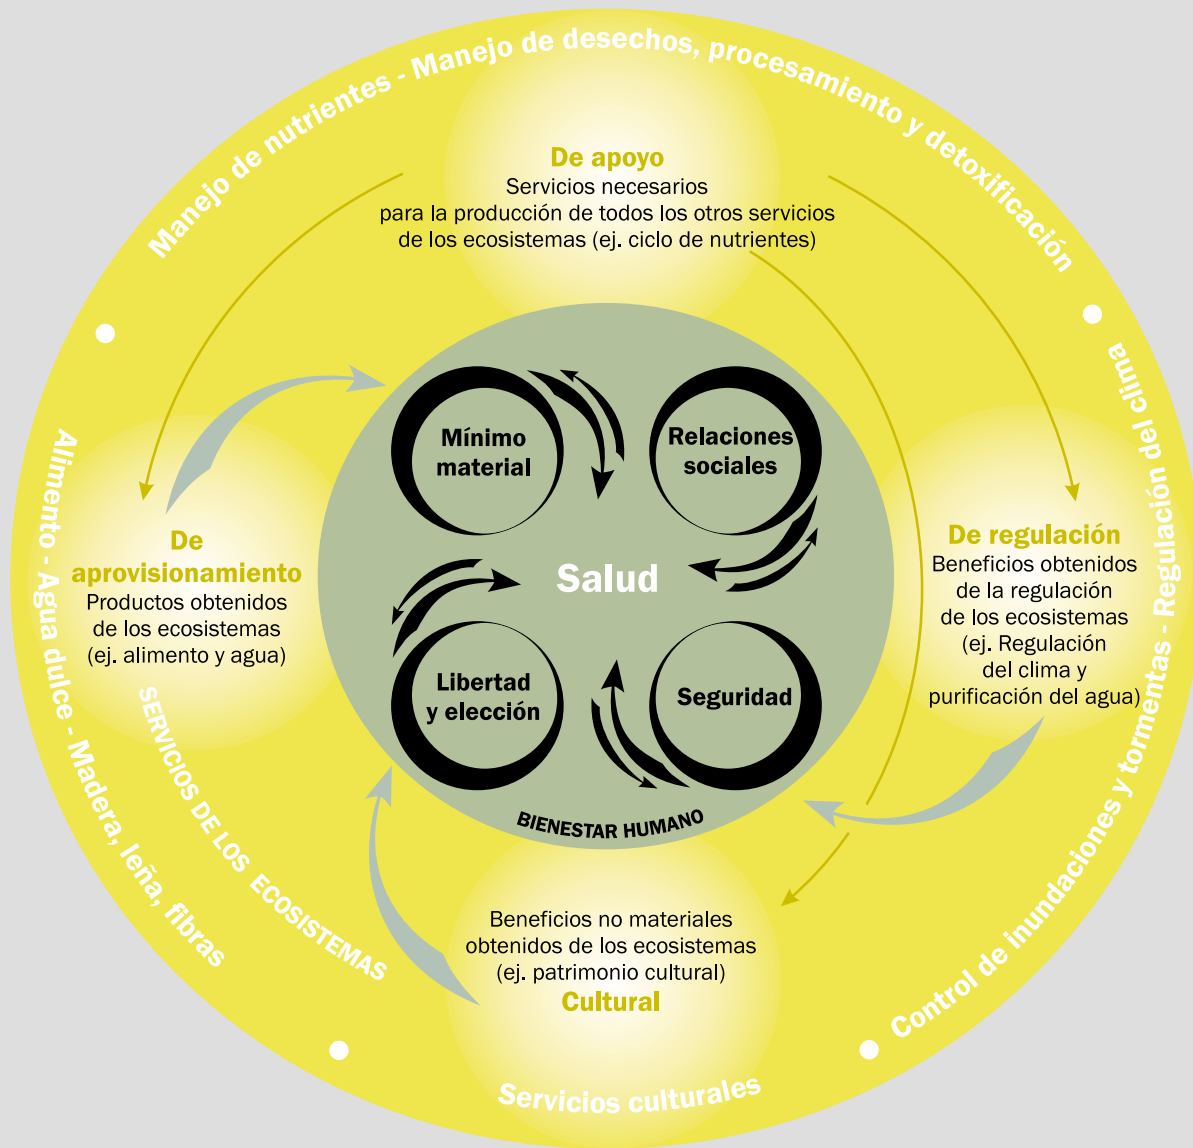 Manejo de nutrientes - Manejo de desechos, procesamiento y detoxificación
De apoyo
Servicios necesarios
para la producción de todos los otros servicios
de los ecosistemas (ej. ciclo de nutrientes)
Mínimo
material
Relaciones
sociales
Salud
Libertad
y elección
Seguridad
BIENESTAR HUMANO
De
aprovisionamiento
Productos obtenidos
de los ecosistemas
(ej. alimento y agua)
De regulación
Beneficios obtenidos
de la regulación
de los ecosistemas
(ej. Regulación
del clima y
purificación del agua)
Alimento - Agua dulce - Madera, leña, fibras
SERVICIOS DE LOS ECOSISTEMAS
Control de inundaciones y tormentas - Regulación del clima
Beneficios no materiales
obtenidos de los ecosistemas
(ej. patrimonio cultural)
Cultural
Servicios culturales